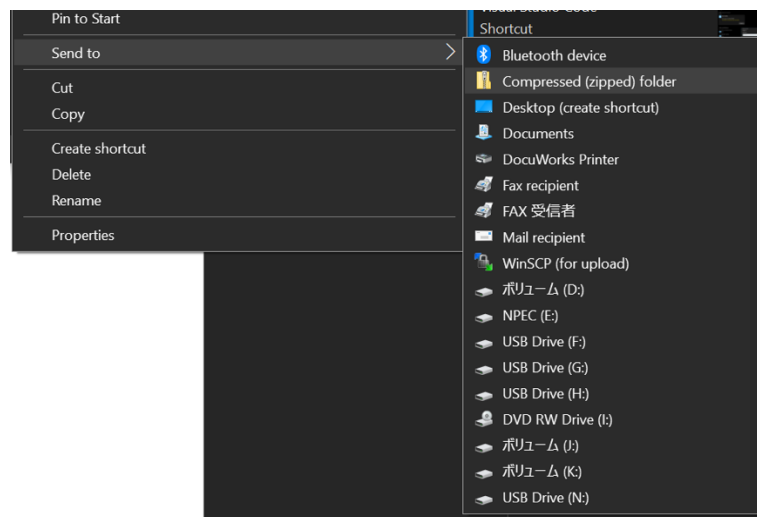 Pin to Start
Send to
Cut
Copy
Create shortcut
Delete
Rename
Properties
Visual Studio Code
Shortcut
Bluetooth device
Compressed (zipped) folder
Desktop (create shortcut)
Documents
DocuWorks Printer
Fax recipient
FAX 受信者
Mail recipient
WinSCP (for upload)
ボリューム (D:)
NPEC (E:)
USB Drive (F:)
USB Drive (G:)
USB Drive (H:)
DVD RW Drive (I:)
ボリューム (J:)
ボリューム (K:)
USB Drive (N:)